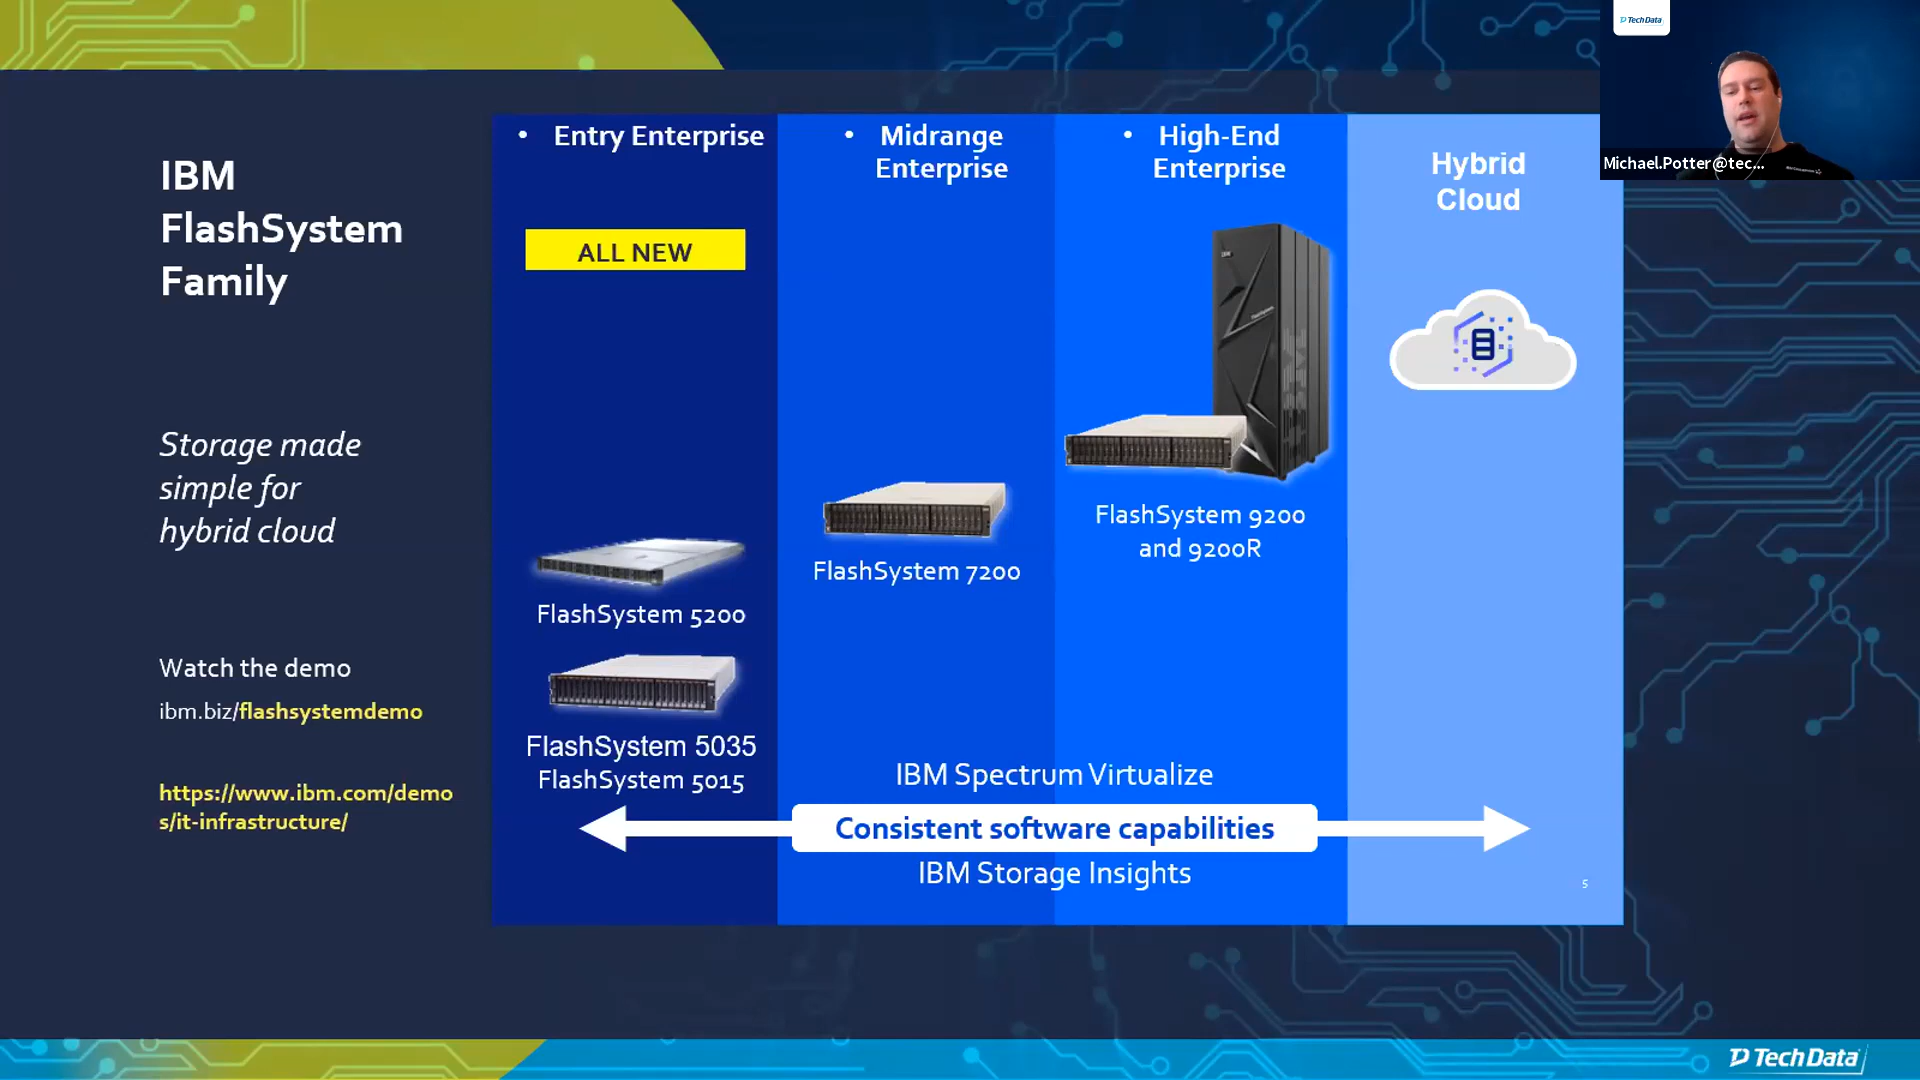 IBM
FlashSystem
Family
Storage made
simple for
hybrid cloud
Watch the demo
ibm.biz/flashsystemdemo
https://www.ibm.com/demo
s/it-infrastructure/
• Entry Enterprise
ALL NEW
FlashSystem 5200
FlashSystem 5035
FlashSystem 5015
• Midrange
Enterprise
FlashSystem 7200
• High-End
Enterprise
FlashSystem 9200
and 9200R
Hybrid
Cloud
IBM Spectrum Virtualize
Consistent software capabilities
IBM Storage Insights
5
TechData
Michael.Potter@tec...
TechData